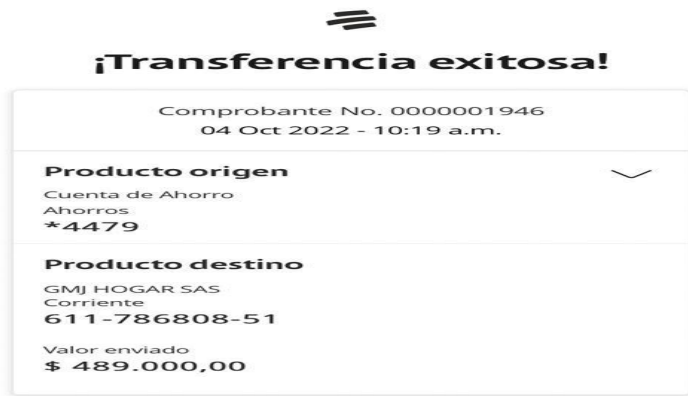 ¡Transferencia exitosa!
Comprobante No. 0000001946
04 Oct 2022 - 10:19 a.m.
Producto origen
Cuenta de Ahorro
Ahorros
*4479
Producto destino
GMJ HOGAR SAS
Corriente
611-786808-51
Valor enviado
$ 489.000,00